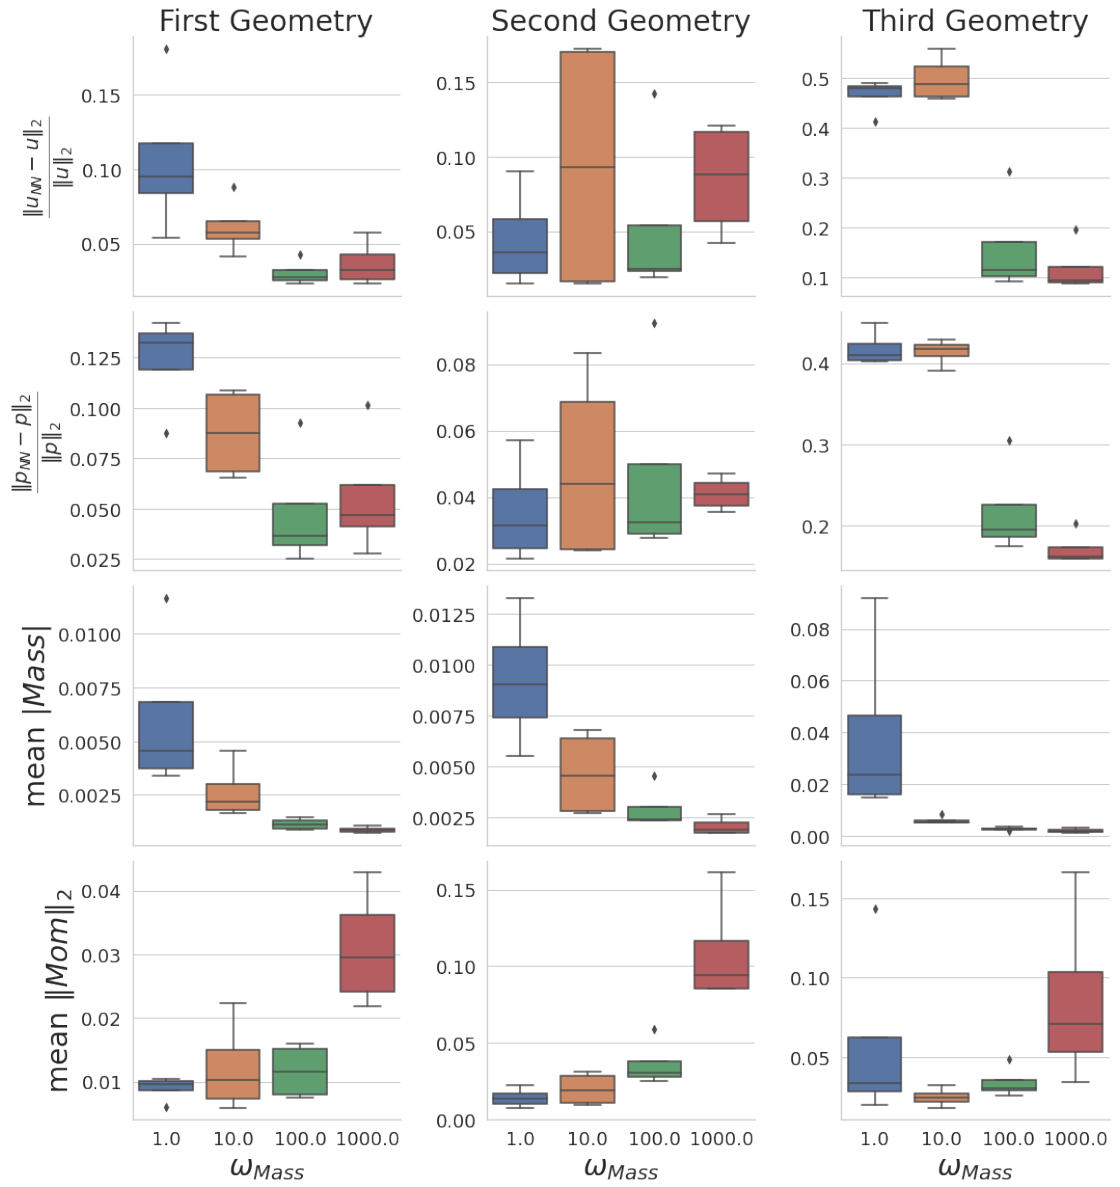 First Geometry Second Geometry Third Geometry
‖u_NN − u‖₂ / ‖u‖₂
0.15 0.10 0.05
0.15 0.10 0.05
0.5 0.4 0.3 0.2 0.1
‖p_NN − p‖₂ / ‖p‖₂
0.125 0.100 0.075 0.050 0.025
0.08 0.06 0.04 0.02
0.4 0.3 0.2
mean |Mass|
0.0100 0.0075 0.0050 0.0025
0.0125 0.0100 0.0075 0.0050 0.0025
0.08 0.06 0.04 0.02 0.00
mean ‖Mom‖₂
0.04 0.03 0.02 0.01
0.15 0.10 0.05 0.00
0.15 0.10 0.05
1.0 10.0 100.0 1000.0 1.0 10.0 100.0 1000.0 1.0 10.0 100.0 1000.0
ω_Mass ω_Mass ω_Mass